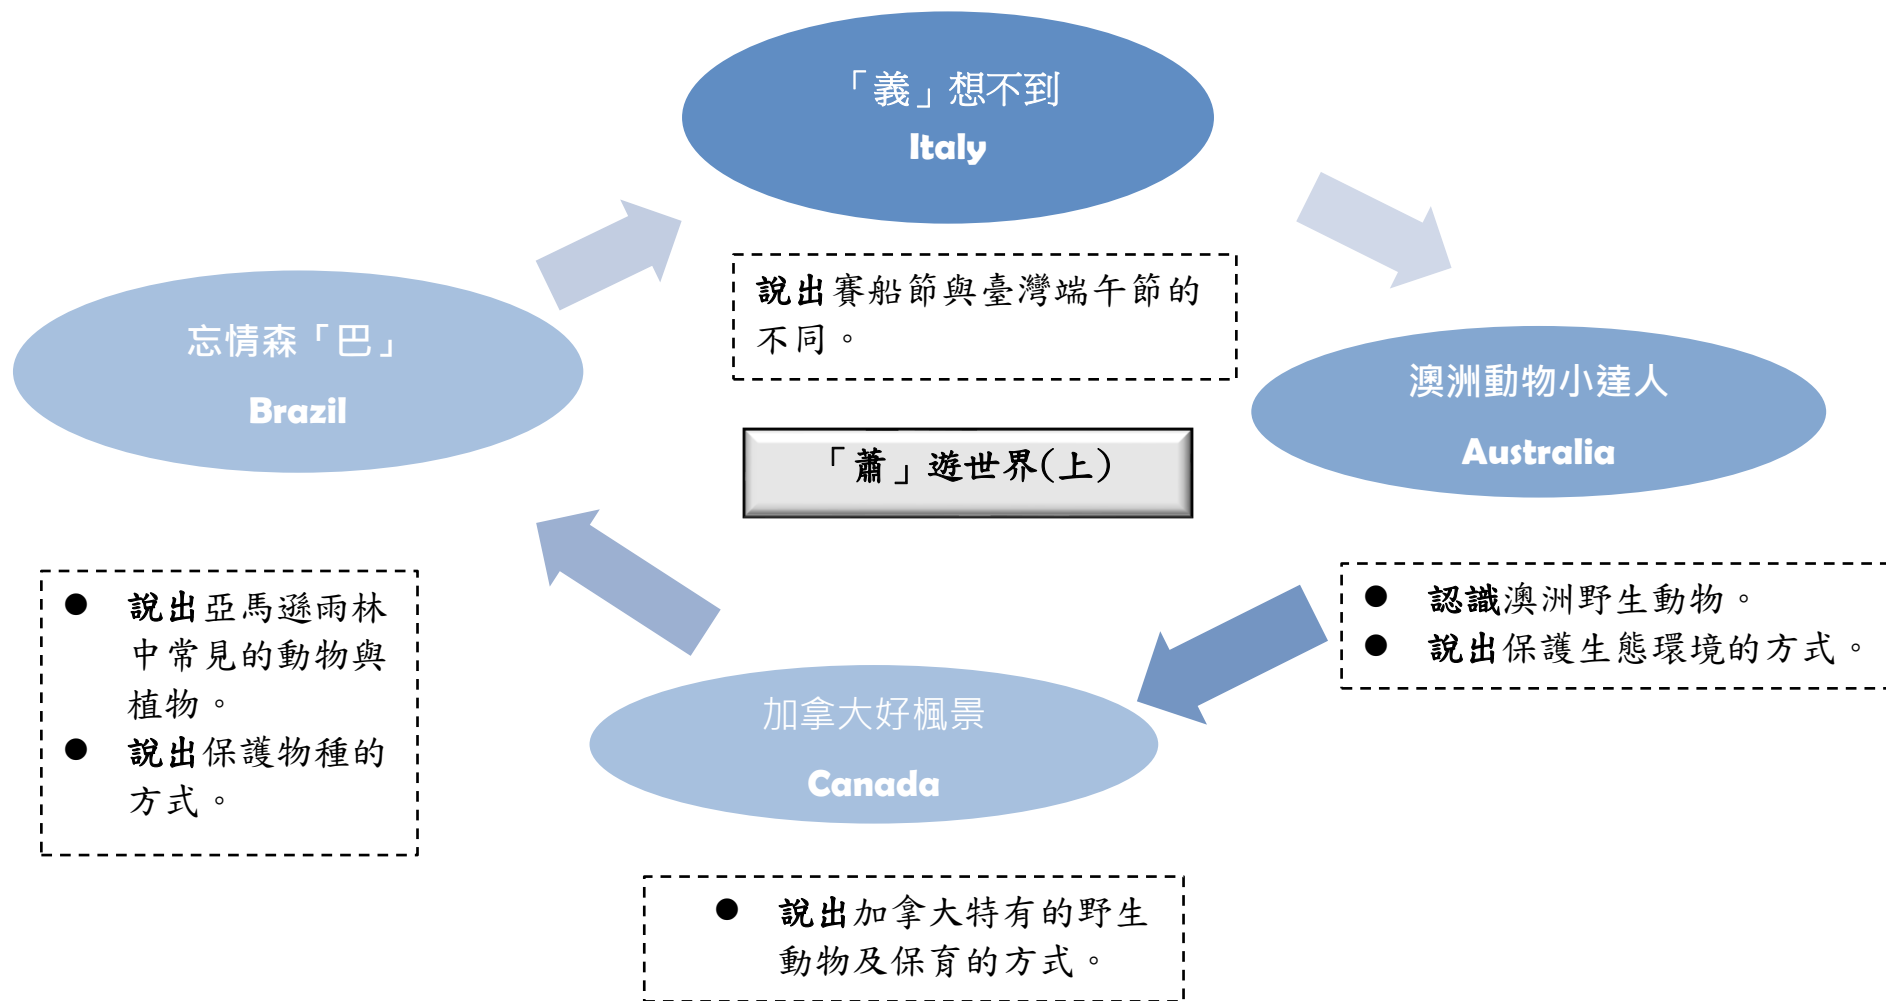 「義」想不到
Italy
說出賽船節與臺灣端午節的
不同。
忘情森「巴」
Brazil
澳洲動物小達人
Australia
「蕭」遊世界(上)
● 說出亞馬遜雨林
中常見的動物與
植物。
● 說出保護物種的
方式。
● 認識澳洲野生動物。
● 說出保護生態環境的方式。
加拿大好楓景
Canada
● 說出加拿大特有的野生
動物及保育的方式。